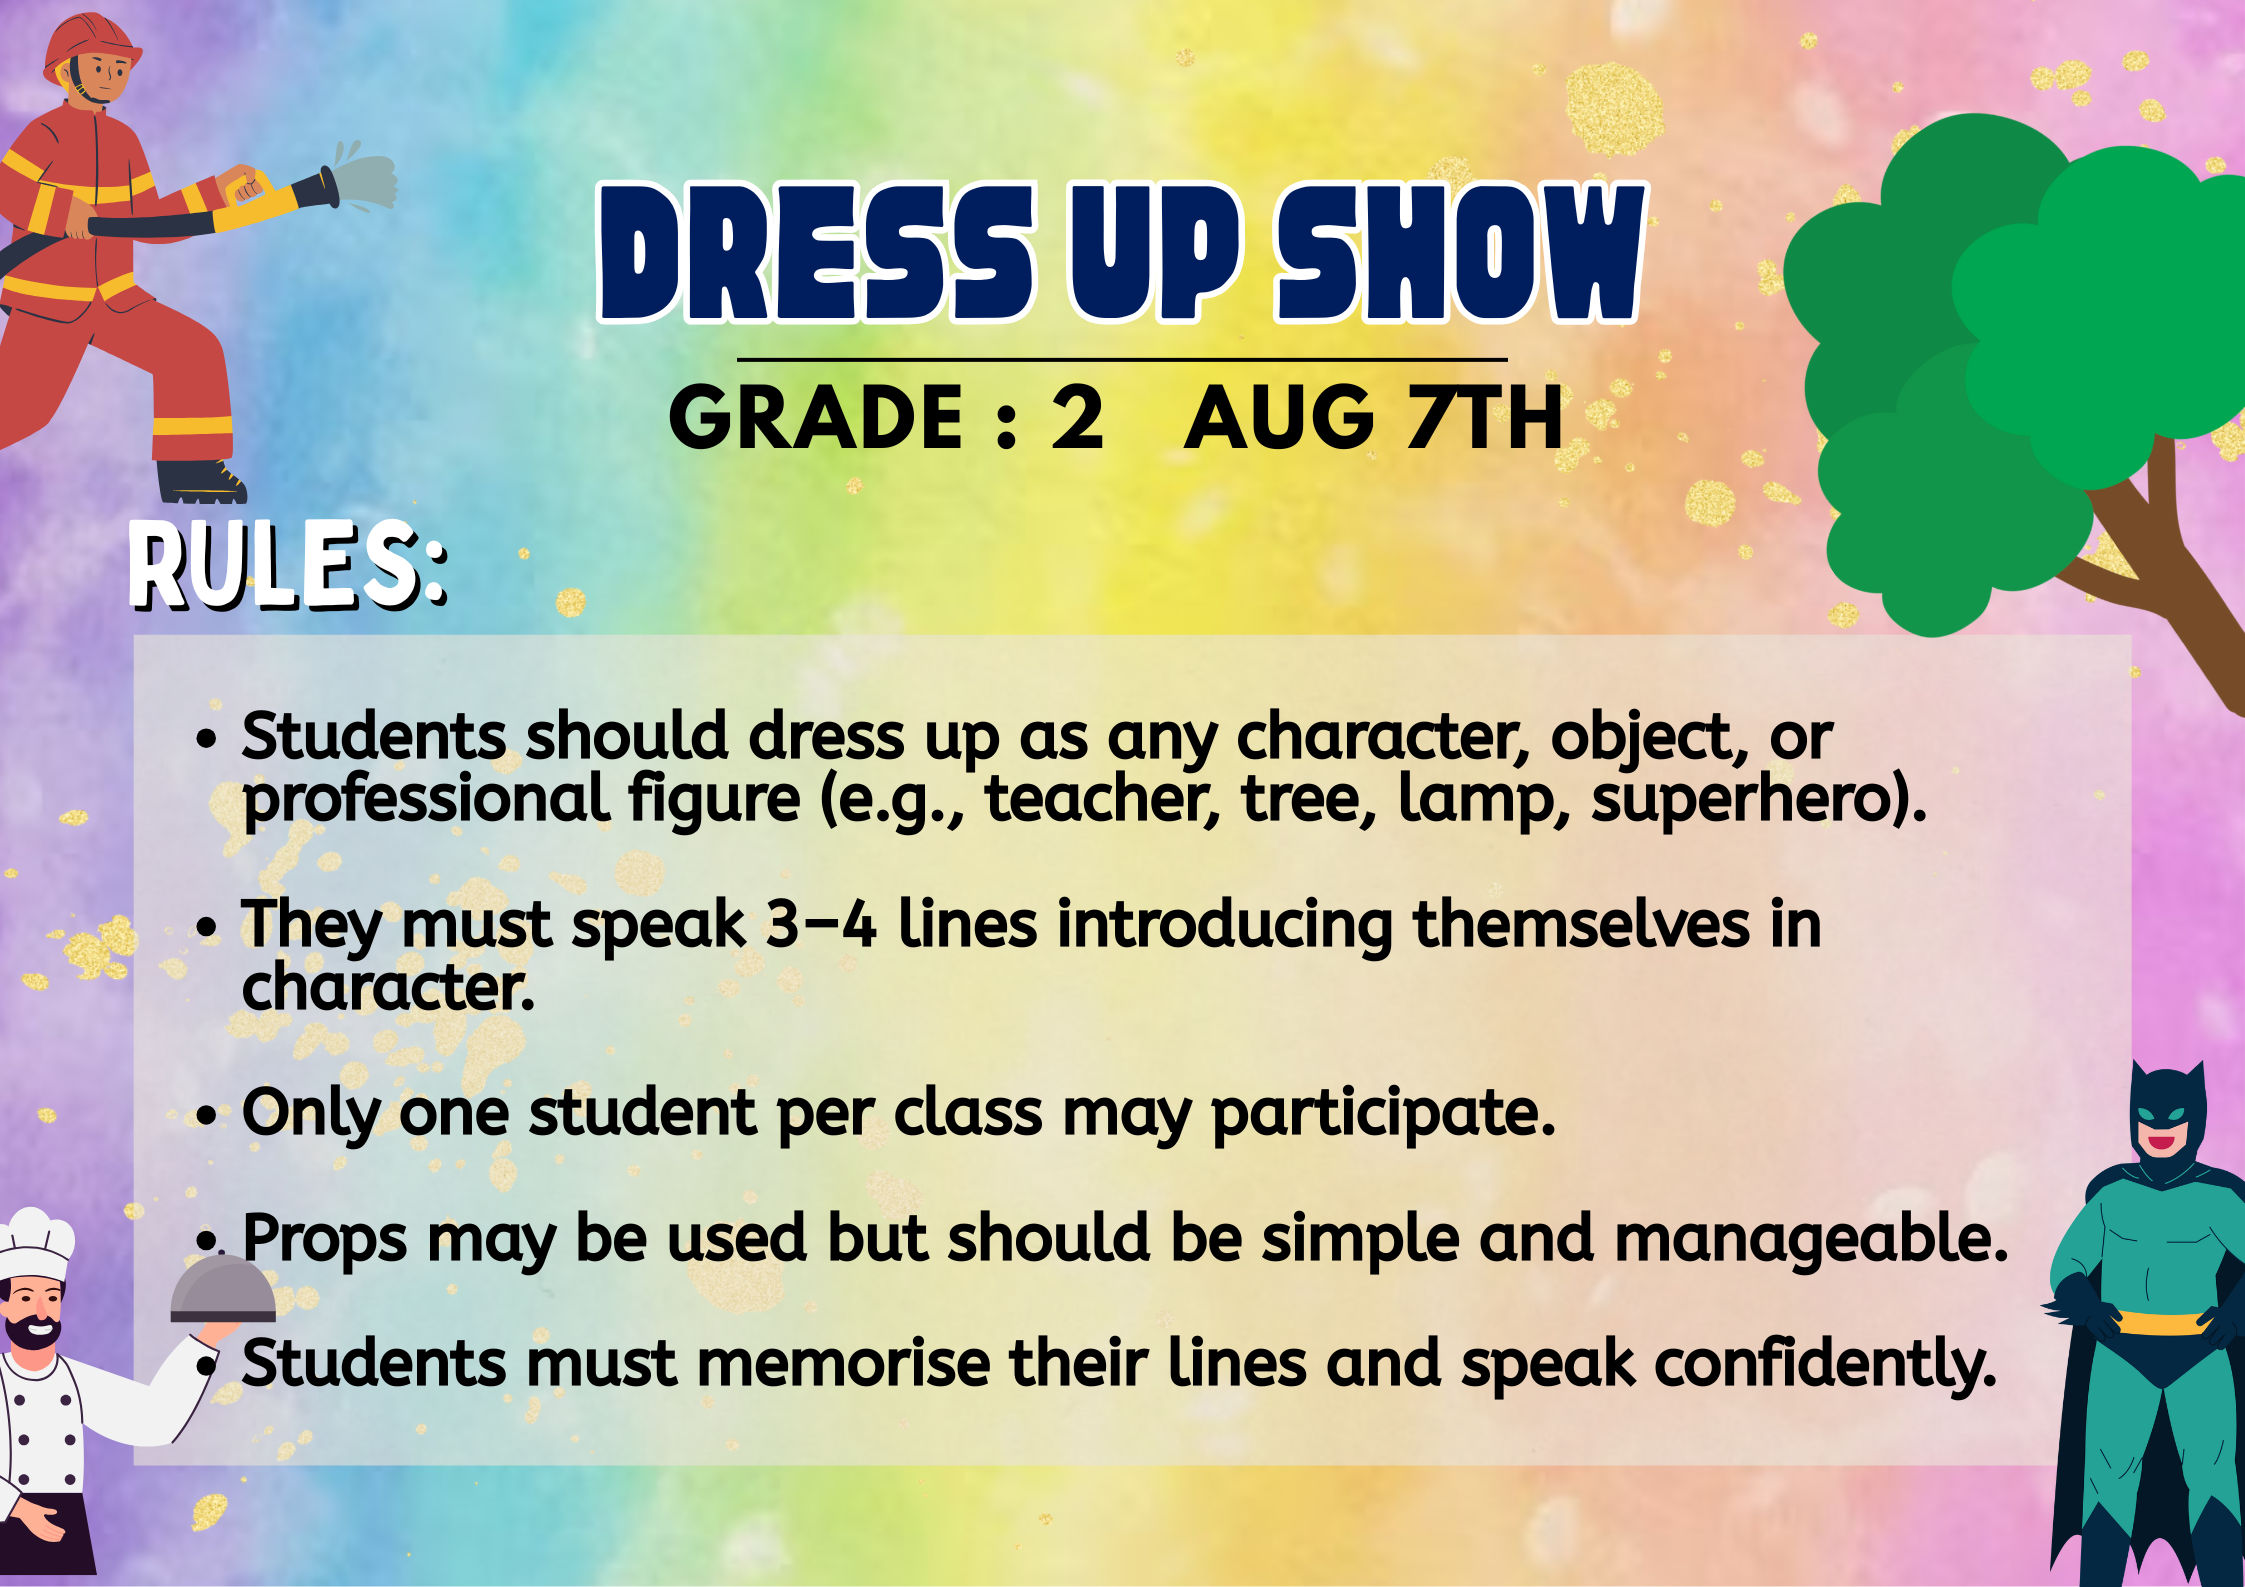 DRESS UP SHOW
GRADE : 2 AUG 7TH
RULES:
• Students should dress up as any character, object, or
professional figure (e.g., teacher, tree, lamp, superhero).
• They must speak 3–4 lines introducing themselves in
character.
• Only one student per class may participate.
• Props may be used but should be simple and manageable.
• Students must memorise their lines and speak confidently.